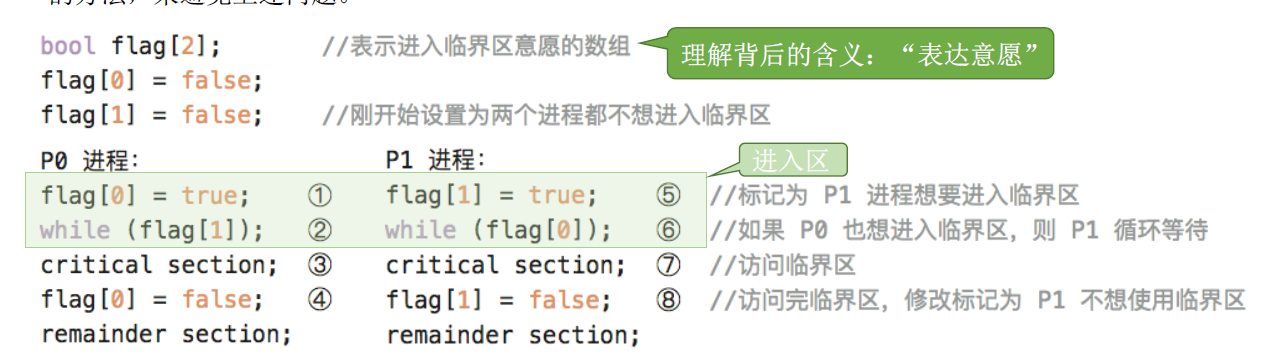 的方法，来避免上述问题。
bool flag[2]; //表示进入临界区意愿的数组
理解背后的含义：“表达意愿”
flag[0] = false;
flag[1] = false; //刚开始设置为两个进程都不想进入临界区
P0 进程: P1 进程:
进入区
flag[0] = true; ① flag[1] = true; ⑤ //标记为 P1 进程想要进入临界区
while (flag[1]); ② while (flag[0]); ⑥ //如果 P0 也想进入临界区，则 P1 循环等待
critical section; ③ critical section; ⑦ //访问临界区
flag[0] = false; ④ flag[1] = false; ⑧ //访问完临界区，修改标记为 P1 不想使用临界区
remainder section; remainder section;